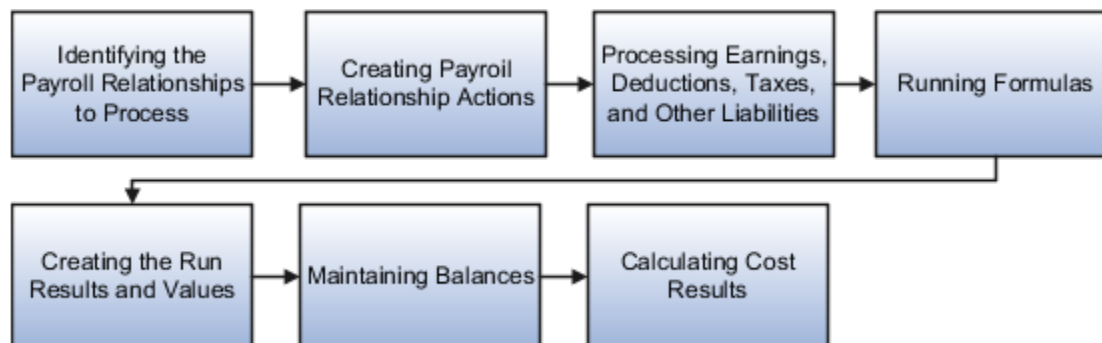 Identifying the
Payroll Relationships
to Process
Creating Payroil
Relationship Actions
Processing Earnings,
Deductions, Taxes,
and Other Liabilities
Running Formulas
Creating the Run
Results and Values
Maintaining Balances
Calculating Cost
Results